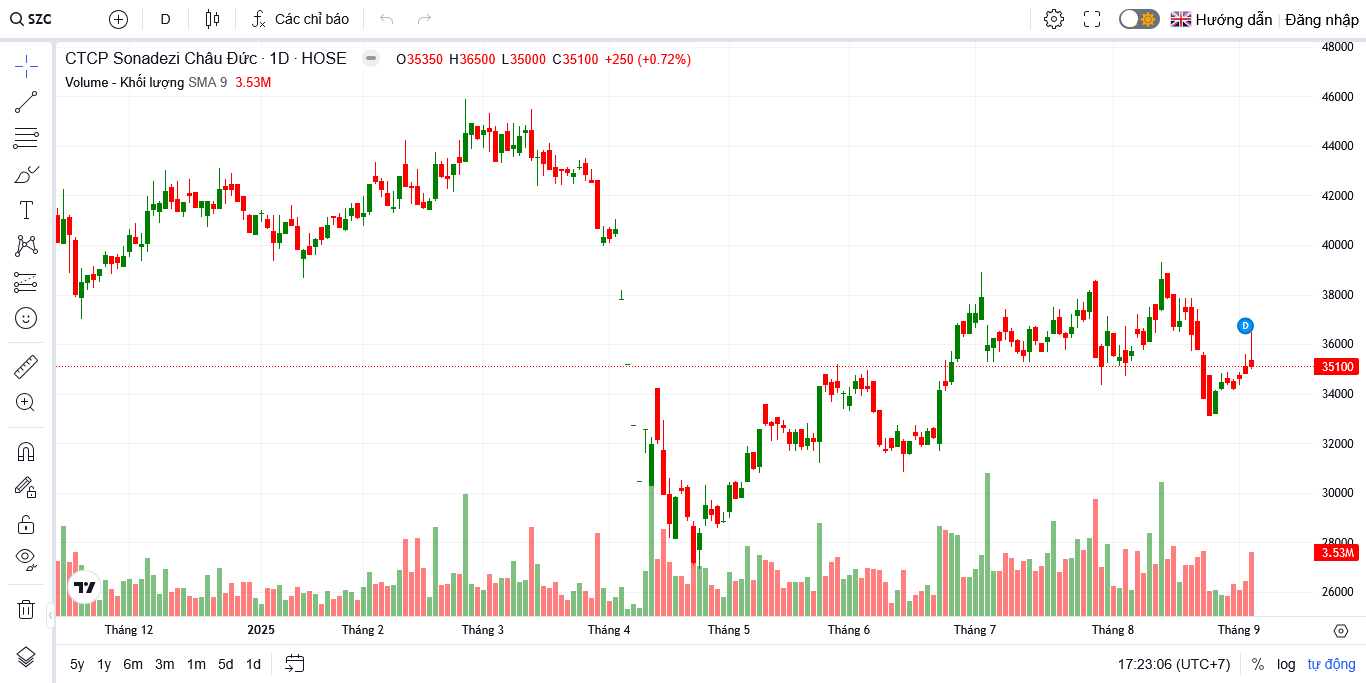 SZC D Các chỉ báo Hướng dẫn Đăng nhập
CTCP Sonadezi Châu Đức · 1D · HOSE O35350 H36500 L35000 C35100 +250 (+0.72%)
Volume - Khối lượng SMA 9 3.53M
48000
46000
44000
42000
40000
38000
D
36000
35100
34000
32000
30000
28000
3.53M
26000
Tháng 12 2025 Tháng 2 Tháng 3 Tháng 4 Tháng 5 Tháng 6 Tháng 7 Tháng 8 Tháng 9
5y 1y 6m 3m 1m 5d 1d 17:23:06 (UTC+7) % log tự động